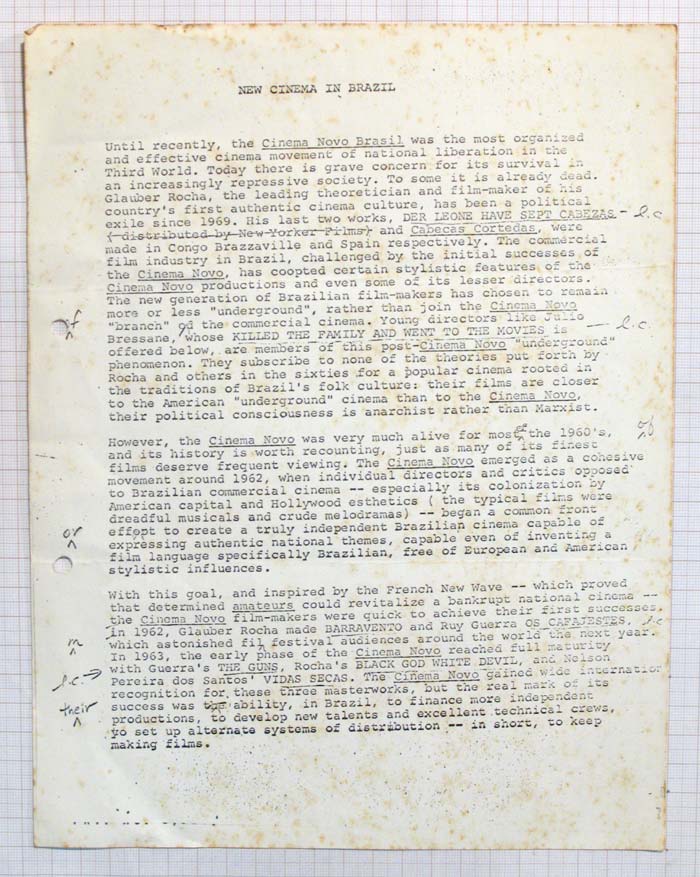 NEW CINEMA IN BRAZIL
Until recently, the Cinema Novo Brasil was the most organized
and effective cinema movement of national liberation in the
Third World. Today there is grave concern for its survival in
an increasingly repressive society. To some it is already dead.
Glauber Rocha, the leading theoretician and film-maker of his
country's first authentic cinema culture, has been a political
exile since 1969. His last two works, DER LEONE HAVE SEPT CABEZAS - l.c
( distributed by New Yorker Films) and Cabecas Cortedas, were
made in Congo Brazzaville and Spain respectively. The commercial
film industry in Brazil, challenged by the initial successes of
the Cinema Novo, has coopted certain stylistic features of the
Cinema Novo productions and even some of its lesser directors.
The new generation of Brazilian film-makers has chosen to remain
more or less "underground", rather than join the Cinema Novo
of "branch" of the commercial cinema. Young directors like Julio
Bressane, whose KILLED THE FAMILY AND WENT TO THE MOVIES is - l.c.
offered below, are members of this post-Cinema Novo "underground"
phenomenon. They subscribe to none of the theories put forth by
Rocha and others in the sixties for a popular cinema rooted in
the traditions of Brazil's folk culture: their films are closer
to the American "underground" cinema than to the Cinema Novo,
their political consciousness is anarchist rather than Marxist.
However, the Cinema Novo was very much alive for most of the 1960's, of
and its history is worth recounting, just as many of its finest
films deserve frequent viewing. The Cinema Novo emerged as a cohesive
movement around 1962, when individual directors and critics opposed
to Brazilian commercial cinema -- especially its colonization by
American capital and Hollywood esthetics ( the typical films were
dreadful musicals and crude melodramas) -- began a common front
or effopt to create a truly independent Brazilian cinema capable of
expressing authentic national themes, capable even of inventing a
film language specifically Brazilian, free of European and American
stylistic influences.
With this goal, and inspired by the French New Wave -- which proved
that determined amateurs could revitalize a bankrupt national cinema --
the Cinema Novo film-makers were quick to achieve their first successes.
In 1962, Glauber Rocha made BARRAVENTO and Ruy Guerra OS CAFAJESTES, l.c
m which astonished fil festival audiences around the world the next year.
In 1963, the early phase of the Cinema Novo reached full maturity
l.c. with Guerra's THE GUNS, Rocha's BLACK GOD WHITE DEVIL, and Nelson
Pereira dos Santos' VIDAS SECAS. The Cinema Novo gained wide internatio
recognition for these three masterworks, but the real mark of its
their success was the ability, in Brazil, to finance more independent
productions, to develop new talents and excellent technical crews,
to set up alternate systems of distribution -- in short, to keep
making films.